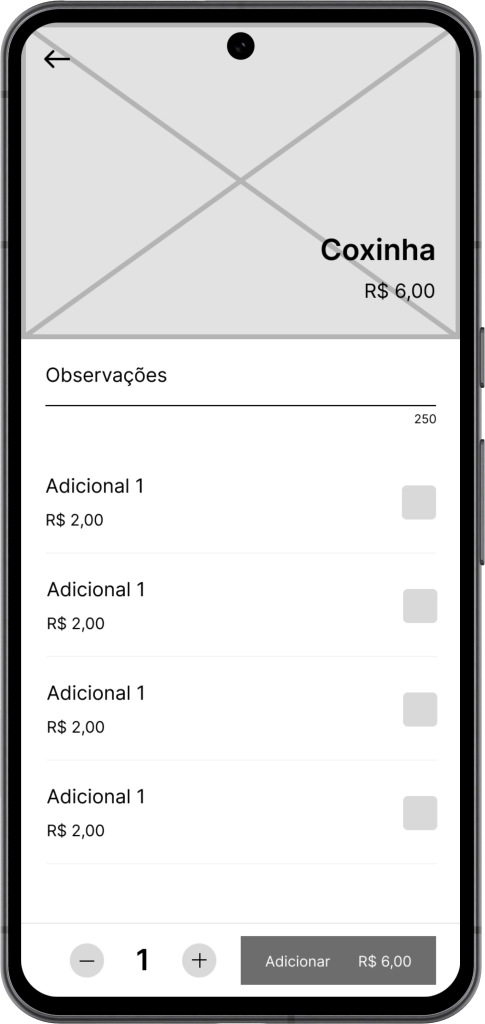 Coxinha
R$ 6,00
Observações
250
Adicional 1
R$ 2,00
Adicional 1
R$ 2,00
Adicional 1
R$ 2,00
Adicional 1
R$ 2,00
1
Adicionar R$ 6,00